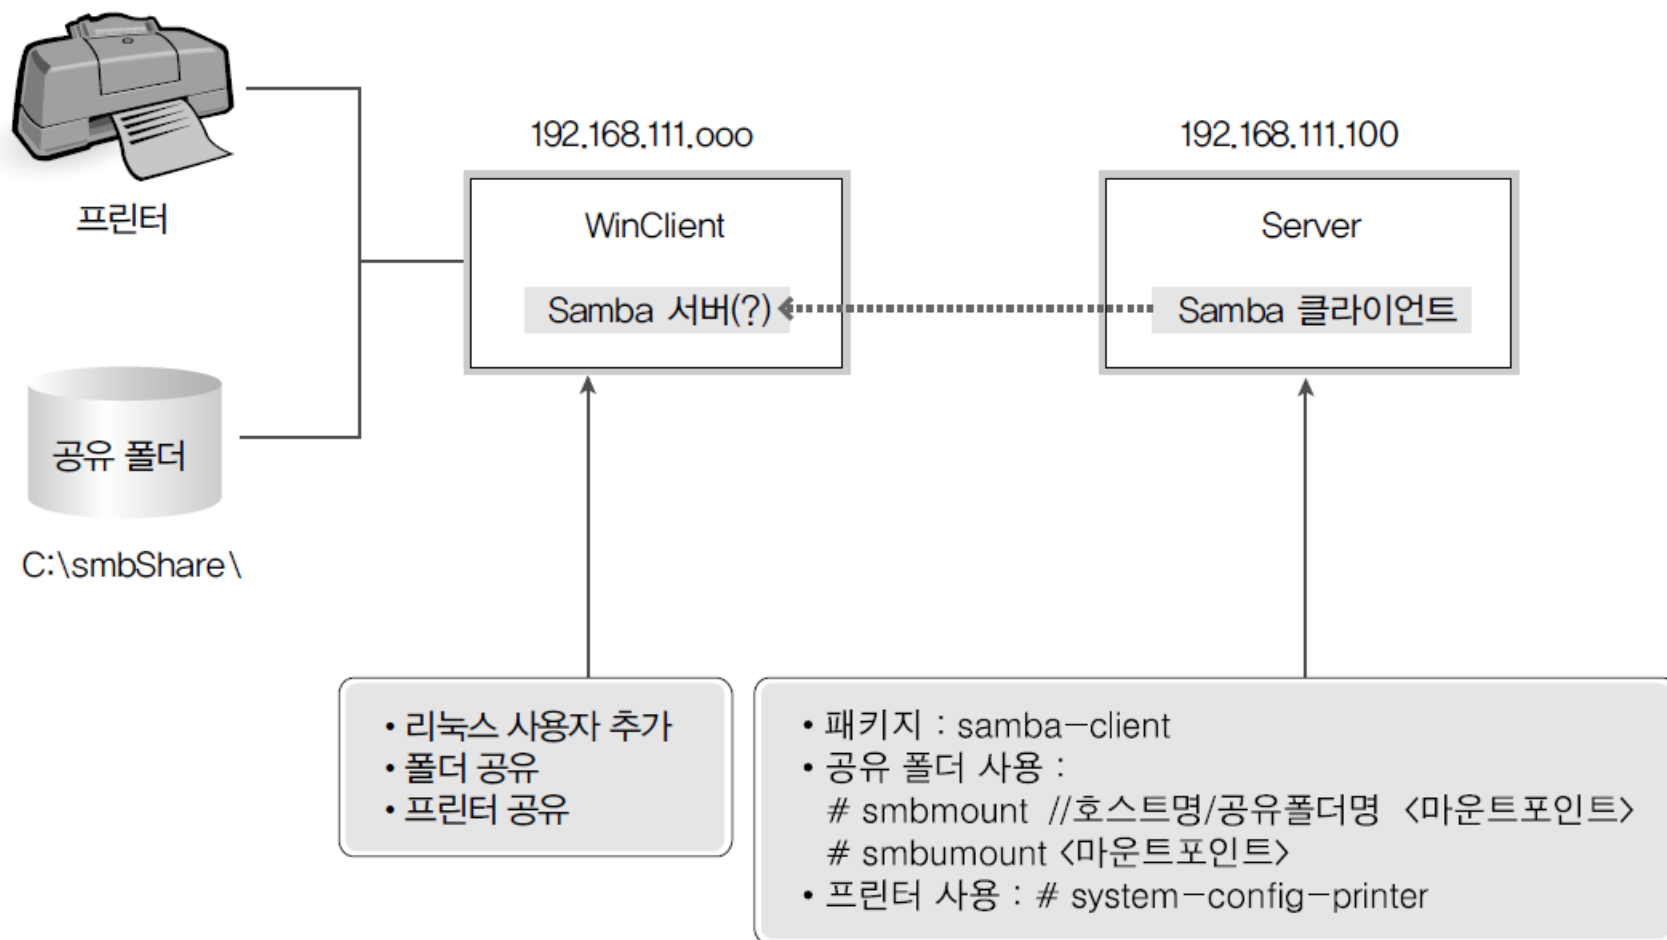 프린터
192.168.111.ooo
192.168.111.100
WinClient
Server
Samba 서버(?)
Samba 클라이언트
공유 폴더
C:\smbShare\
• 리눅스 사용자 추가
• 폴더 공유
• 프린터 공유
• 패키지 : samba-client
• 공유 폴더 사용 :
# smbmount //호스트명/공유폴더명 <마운트포인트>
# smbumount <마운트포인트>
• 프린터 사용 : # system-config-printer